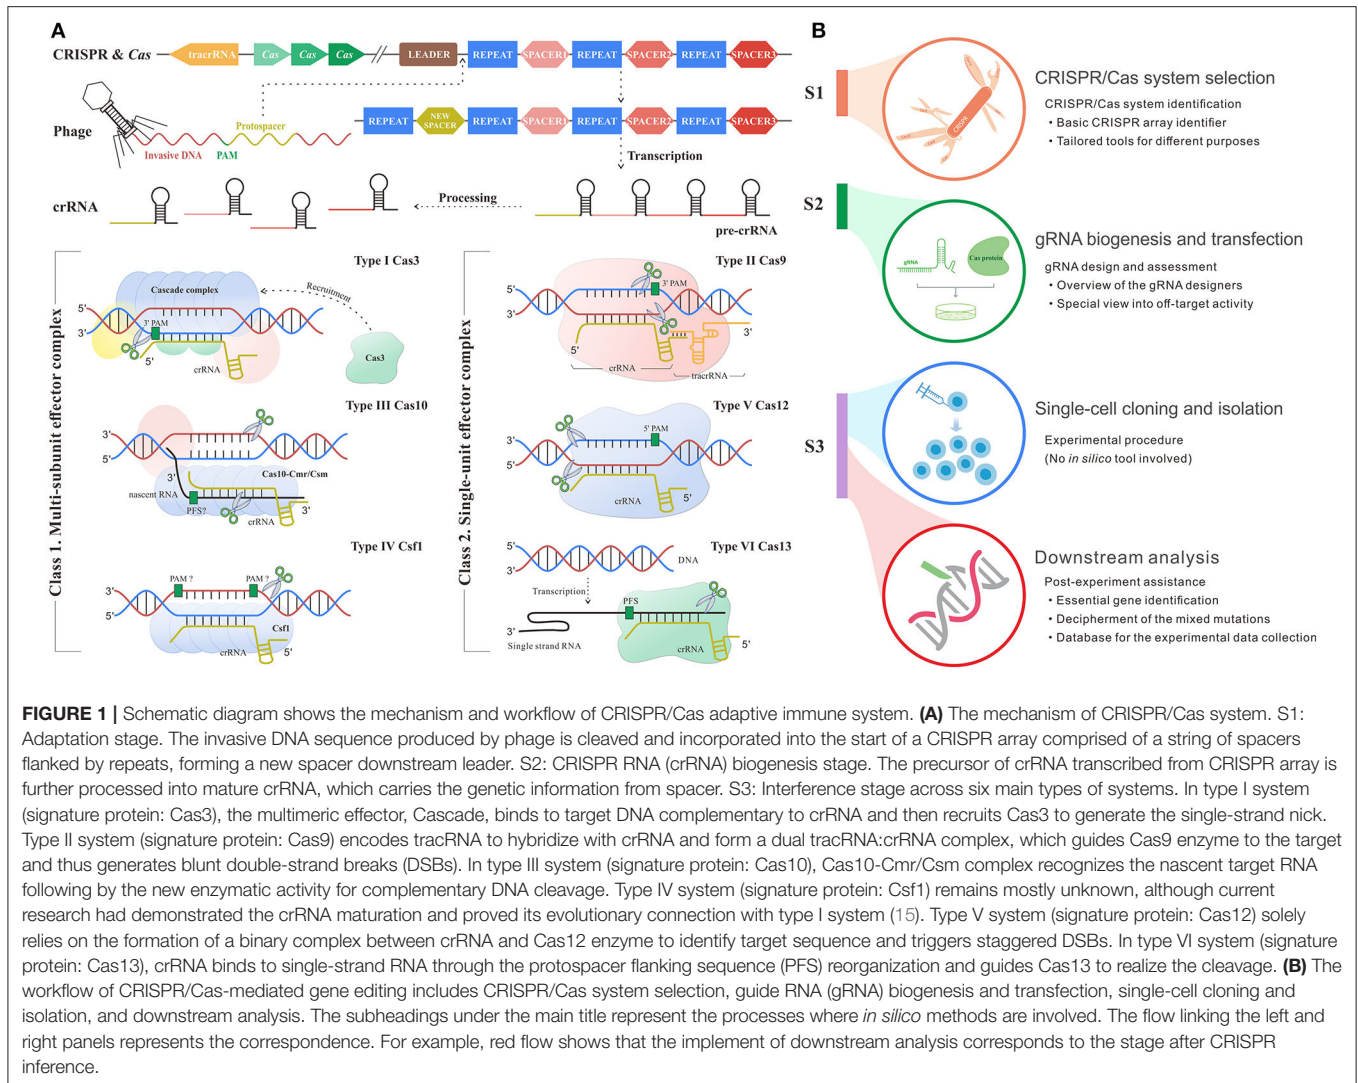 A
CRISPR & Cas
tracrRNA
Cas
Cas
Cas
LEADER
REPEAT
SPACER1
REPEAT
SPACER2
REPEAT
SPACER3
Phage
Protospacer
Invasive DNA
PAM
REPEAT
NEW
SPACER
REPEAT
SPACER1
REPEAT
SPACER2
REPEAT
SPACER3
Transcription
crRNA
Processing
pre-crRNA
Class 1. Multi-subunit effector complex
Type I Cas3
Cascade complex
Recruitment
5'
3'
3' PAM
5'
crRNA
Cas3
Type III Cas10
3'
5'
Cas10-Cmr/Csm
3'
nascent RNA
PFS?
crRNA
3'
Type IV Csf1
PAM ?
PAM ?
3'
5'
Csf1
crRNA
5'
Class 2. Single-unit effector complex
Type II Cas9
3' PAM
5'
3'
5'
3'
crRNA
tracrRNA
Type V Cas12
5' PAM
3'
5'
crRNA
5'
Type VI Cas13
5'
3'
DNA
Transcription
PFS
3'
Single strand RNA
crRNA
5'
B
S1
CRISPR
CRISPR/Cas system selection
CRISPR/Cas system identification
• Basic CRISPR array identifier
• Tailored tools for different purposes
S2
gRNA
Cas protein
gRNA biogenesis and transfection
gRNA design and assessment
• Overview of the gRNA designers
• Special view into off-target activity
S3
Single-cell cloning and isolation
Experimental procedure
(No in silico tool involved)
Downstream analysis
Post-experiment assistance
• Essential gene identification
• Decipherment of the mixed mutations
• Database for the experimental data collection
FIGURE 1 | Schematic diagram shows the mechanism and workflow of CRISPR/Cas adaptive immune system. (A) The mechanism of CRISPR/Cas system. S1:
Adaptation stage. The invasive DNA sequence produced by phage is cleaved and incorporated into the start of a CRISPR array comprised of a string of spacers
flanked by repeats, forming a new spacer downstream leader. S2: CRISPR RNA (crRNA) biogenesis stage. The precursor of crRNA transcribed from CRISPR array is
further processed into mature crRNA, which carries the genetic information from spacer. S3: Interference stage across six main types of systems. In type I system
(signature protein: Cas3), the multimeric effector, Cascade, binds to target DNA complementary to crRNA and then recruits Cas3 to generate the single-strand nick.
Type II system (signature protein: Cas9) encodes tracRNA to hybridize with crRNA and form a dual tracRNA:crRNA complex, which guides Cas9 enzyme to the target
and thus generates blunt double-strand breaks (DSBs). In type III system (signature protein: Cas10), Cas10-Cmr/Csm complex recognizes the nascent target RNA
following by the new enzymatic activity for complementary DNA cleavage. Type IV system (signature protein: Csf1) remains mostly unknown, although current
research had demonstrated the crRNA maturation and proved its evolutionary connection with type I system (15). Type V system (signature protein: Cas12) solely
relies on the formation of a binary complex between crRNA and Cas12 enzyme to identify target sequence and triggers staggered DSBs. In type VI system (signature
protein: Cas13), crRNA binds to single-strand RNA through the protospacer flanking sequence (PFS) reorganization and guides Cas13 to realize the cleavage. (B) The
workflow of CRISPR/Cas-mediated gene editing includes CRISPR/Cas system selection, guide RNA (gRNA) biogenesis and transfection, single-cell cloning and
isolation, and downstream analysis. The subheadings under the main title represent the processes where in silico methods are involved. The flow linking the left and
right panels represents the correspondence. For example, red flow shows that the implement of downstream analysis corresponds to the stage after CRISPR
inference.